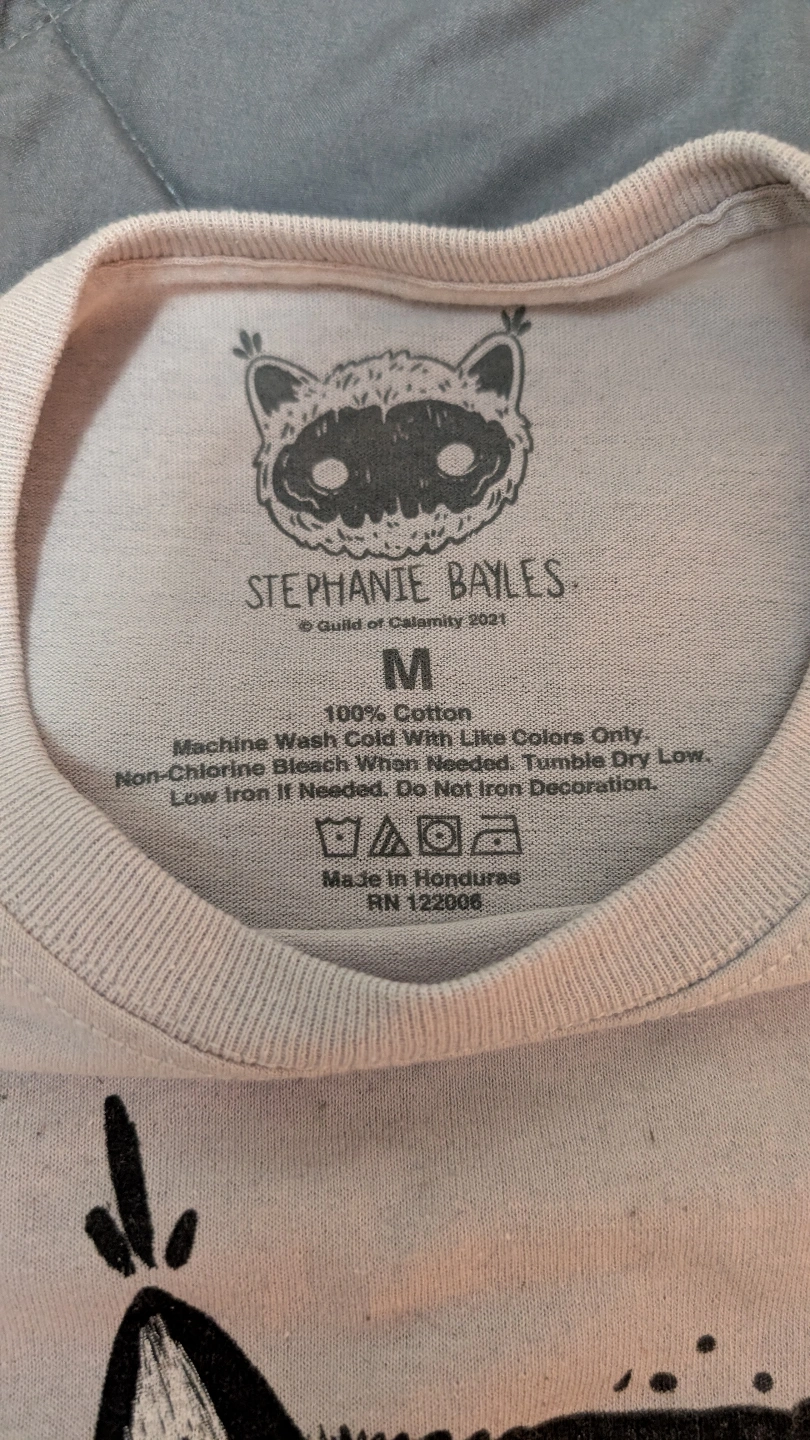 STEPHANIE BAYLES.
© Guild of Calamity 2021
M
100% Cotton
Machine Wash Cold With Like Colors Only.
Non-Chlorine Bleach When Needed. Tumble Dry Low.
Low Iron If Needed. Do Not Iron Decoration.
Made In Honduras
RN 122006